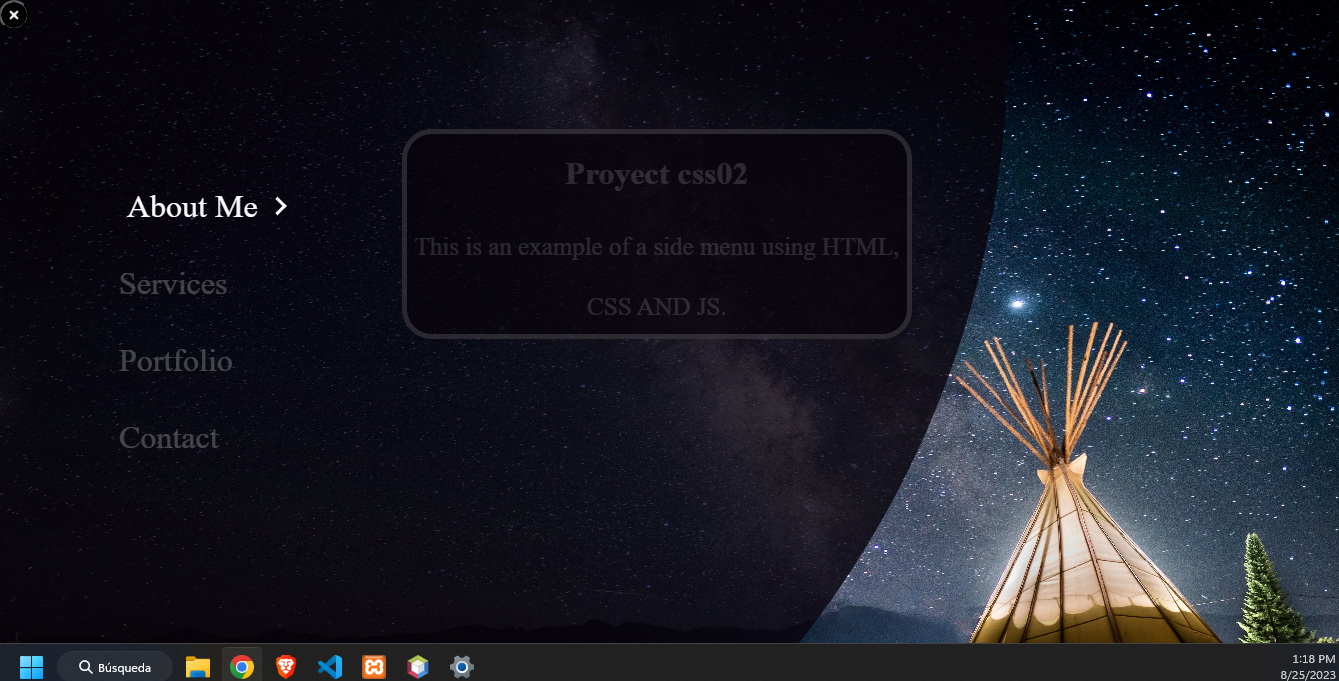 About Me
Services
Portfolio
Contact
Proyect css02
This is an example of a side menu using HTML,
CSS AND JS.
Búsqueda
1:18 PM
8/25/2023